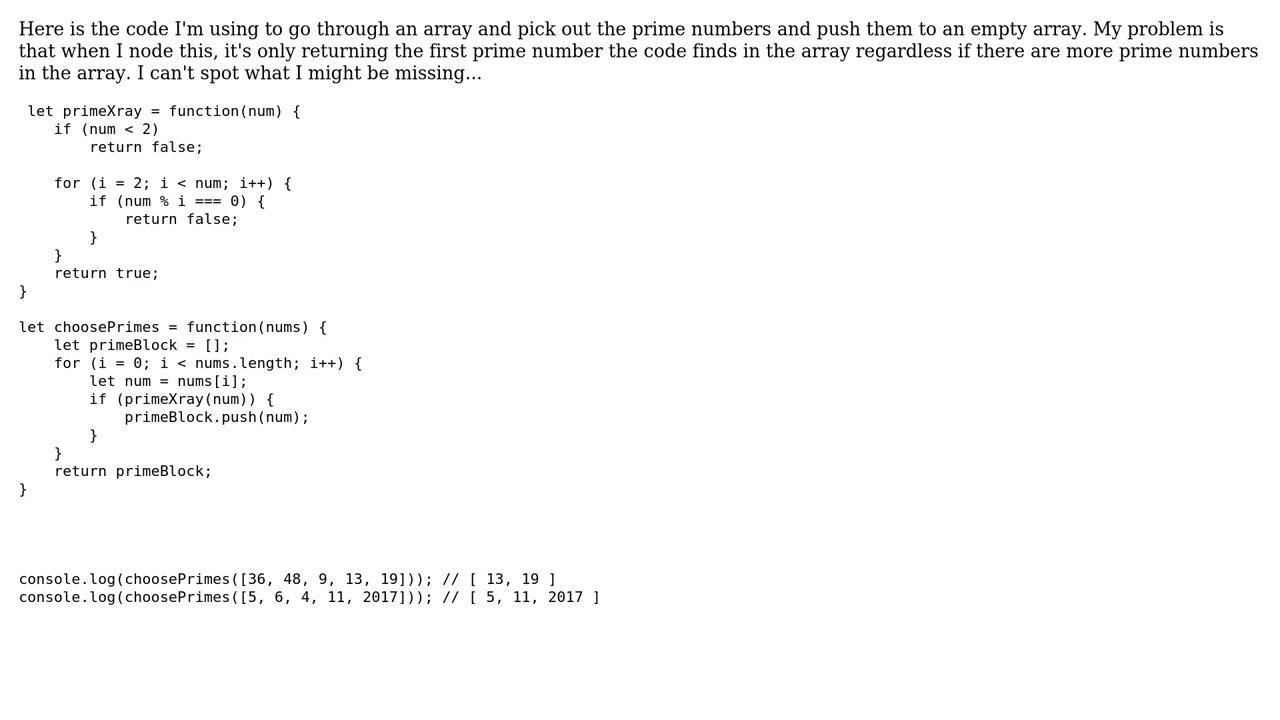 Here is the code I'm using to go through an array and pick out the prime numbers and push them to an empty array. My problem is
that when I node this, it's only returning the first prime number the code finds in the array regardless if there are more prime numbers
in the array. I can't spot what I might be missing...
let primeXray = function(num) {
    if (num < 2)
        return false;
    for (i = 2; i < num; i++) {
        if (num % i === 0) {
            return false;
        }
    }
    return true;
}
let choosePrimes = function(nums) {
    let primeBlock = [];
    for (i = 0; i < nums.length; i++) {
        let num = nums[i];
        if (primeXray(num)) {
            primeBlock.push(num);
        }
    }
    return primeBlock;
}
console.log(choosePrimes([36, 48, 9, 13, 19])); // [ 13, 19 ]
console.log(choosePrimes([5, 6, 4, 11, 2017])); // [ 5, 11, 2017 ]